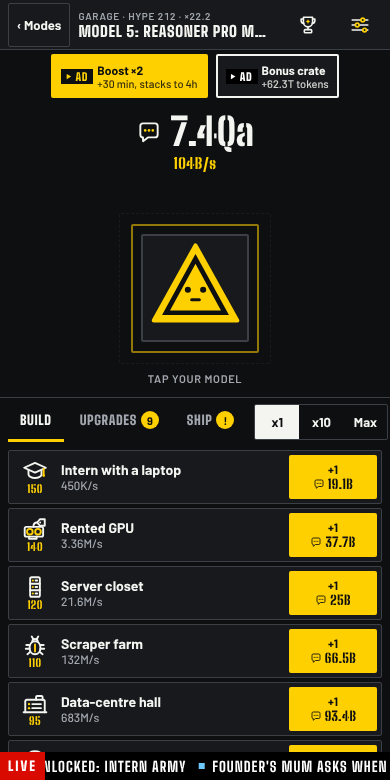 ‹ Modes
GARAGE · HYPE 212 · ×22.2
MODEL 5: REASONER PRO M…
AD
Boost ×2
+30 min, stacks to 4h
AD
Bonus crate
+62.3T tokens
7.4Qa
104B/s
TAP YOUR MODEL
BUILD
UPGRADES 9
SHIP !
x1
x10
Max
Intern with a laptop
150
450K/s
+1
19.1B
Rented GPU
140
3.36M/s
+1
37.7B
Server closet
120
21.6M/s
+1
25B
Scraper farm
110
132M/s
+1
66.5B
Data-centre hall
95
683M/s
+1
93.4B
LIVE
NLOCKED: INTERN ARMY ■ FOUNDER'S MUM ASKS WHEN